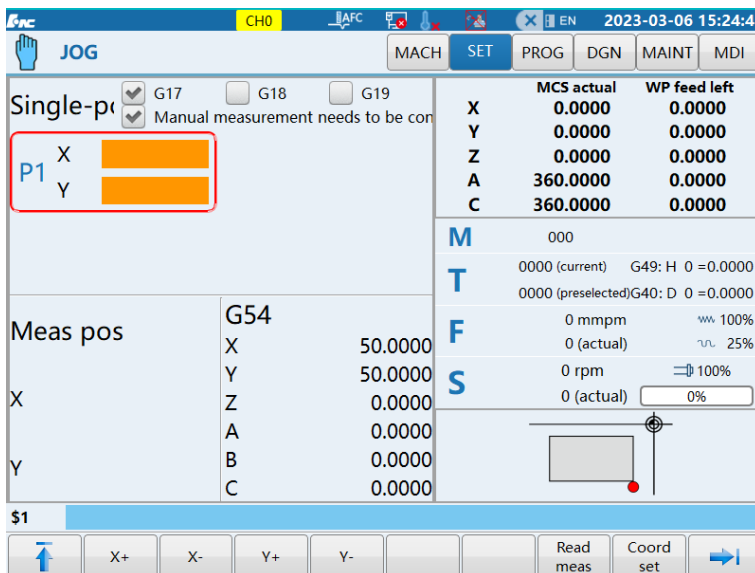 CH0 AFC EN 2023-03-06 15:24:4
JOG MACH SET PROG DGN MAINT MDI
Single-po G17 G18 G19
Manual measurement needs to be con
P1 X
Y
MCS actual WP feed left
X 0.0000 0.0000
Y 0.0000 0.0000
Z 0.0000 0.0000
A 360.0000 0.0000
C 360.0000 0.0000
M 000
T 0000 (current) G49: H 0 =0.0000
0000 (preselected)G40: D 0 =0.0000
F 0 mmpm 100%
0 (actual) 25%
S 0 rpm 100%
0 (actual) 0%
Meas pos
X
Y
G54
X 50.0000
Y 50.0000
Z 0.0000
A 0.0000
B 0.0000
C 0.0000
$1
X+ X- Y+ Y- Read meas Coord set